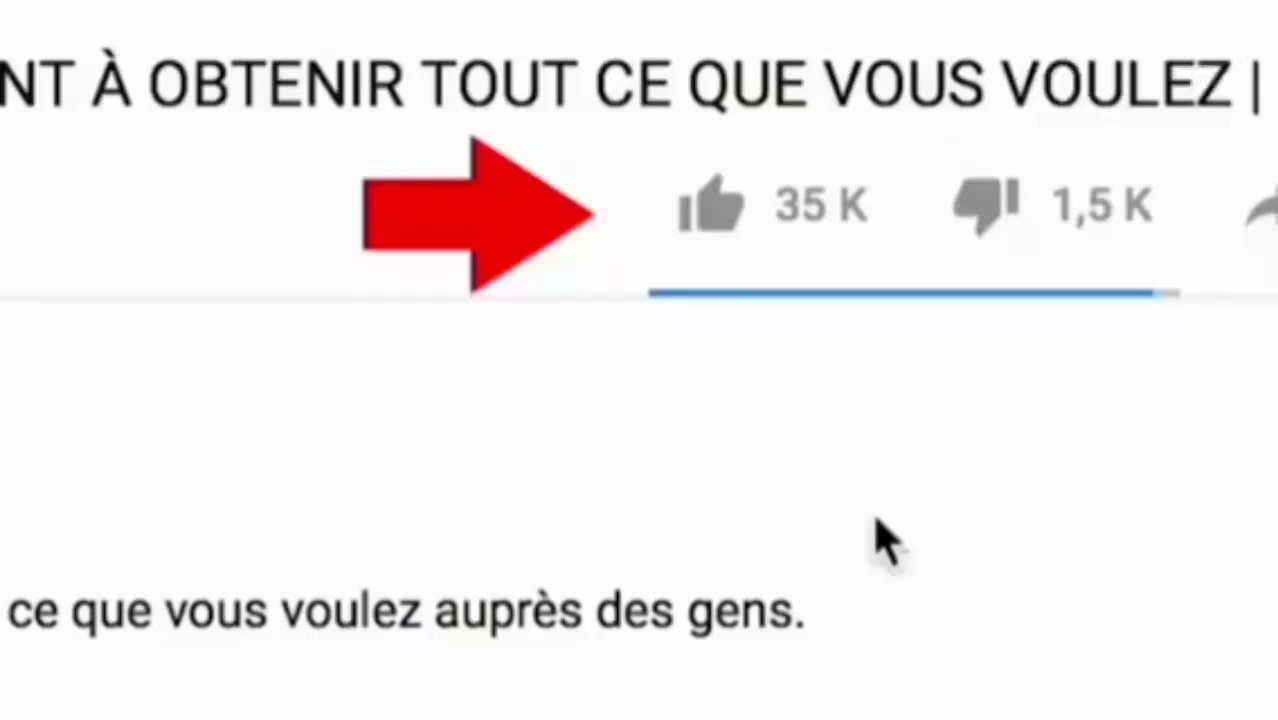 NT À OBTENIR TOUT CE QUE VOUS VOULEZ |
35 K 1,5 K
ce que vous voulez auprès des gens.